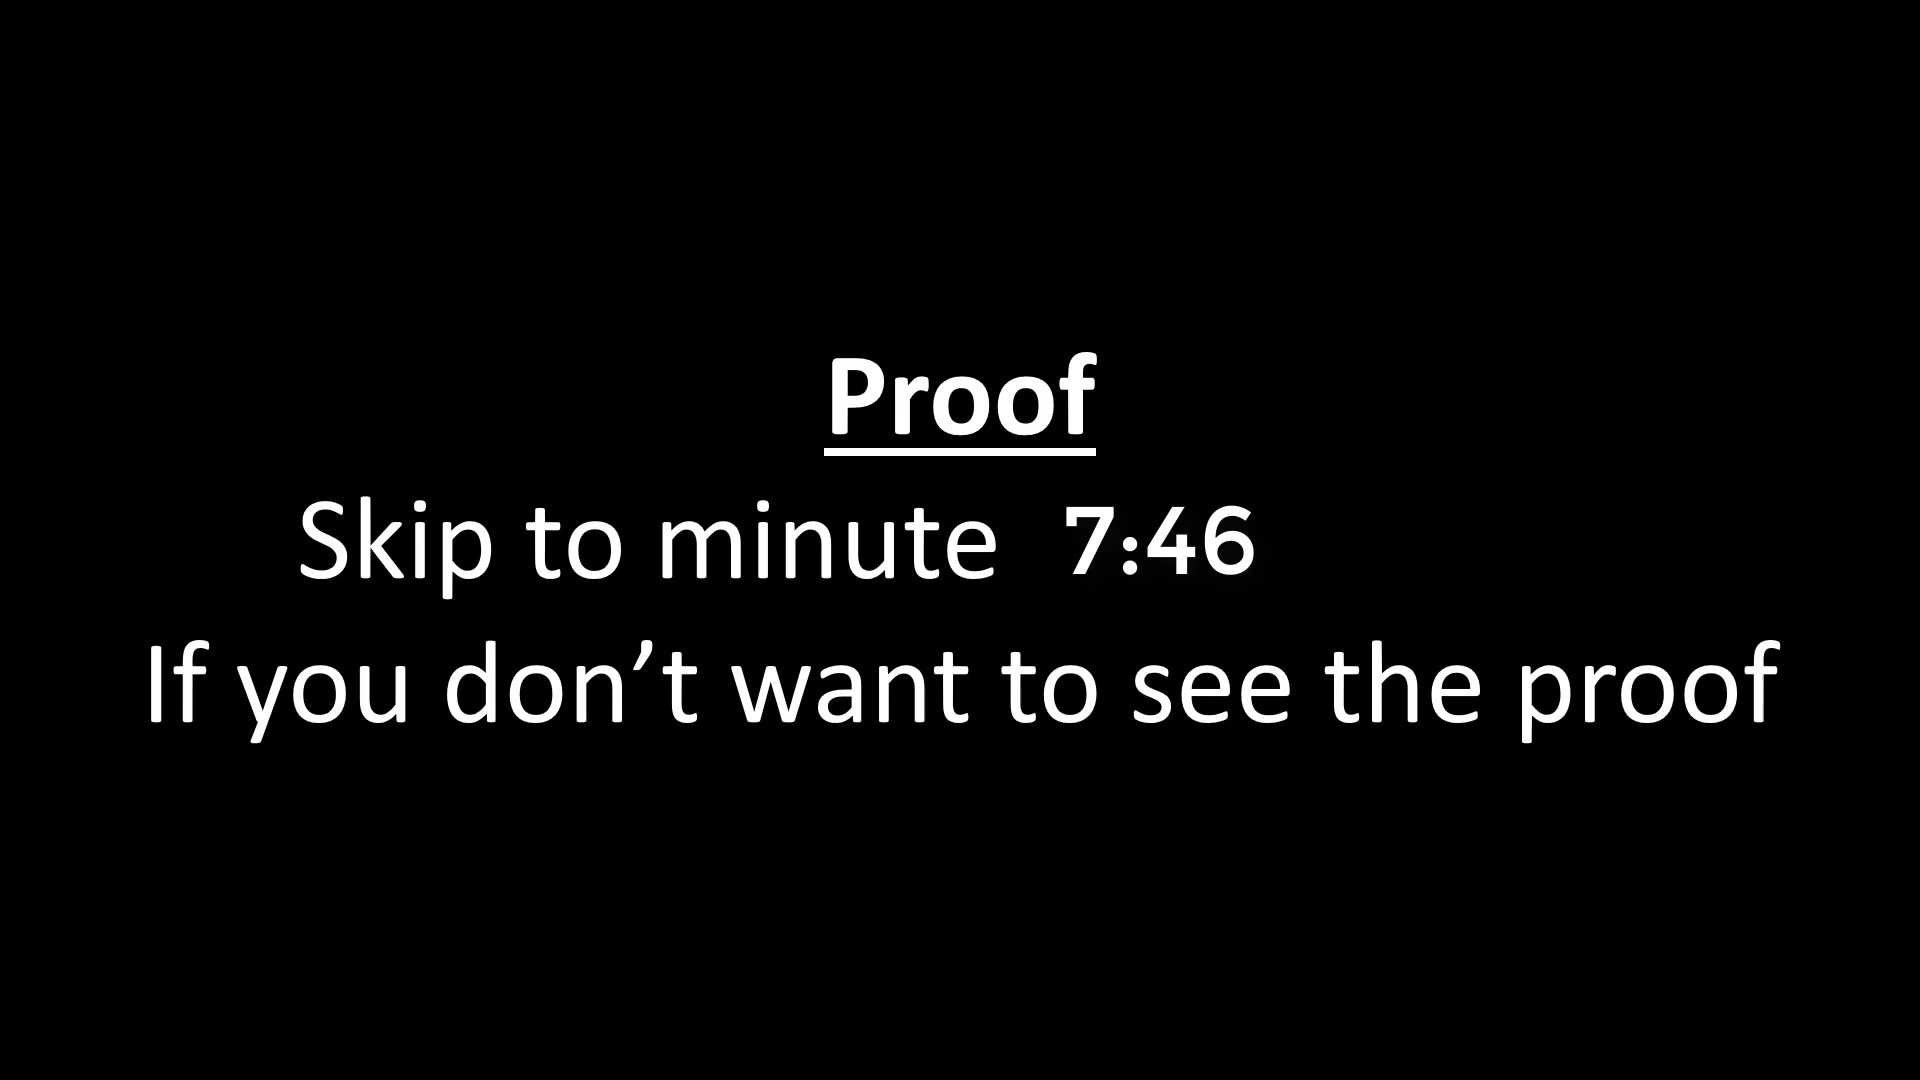 Proof
Skip to minute 7:46
If you don’t want to see the proof